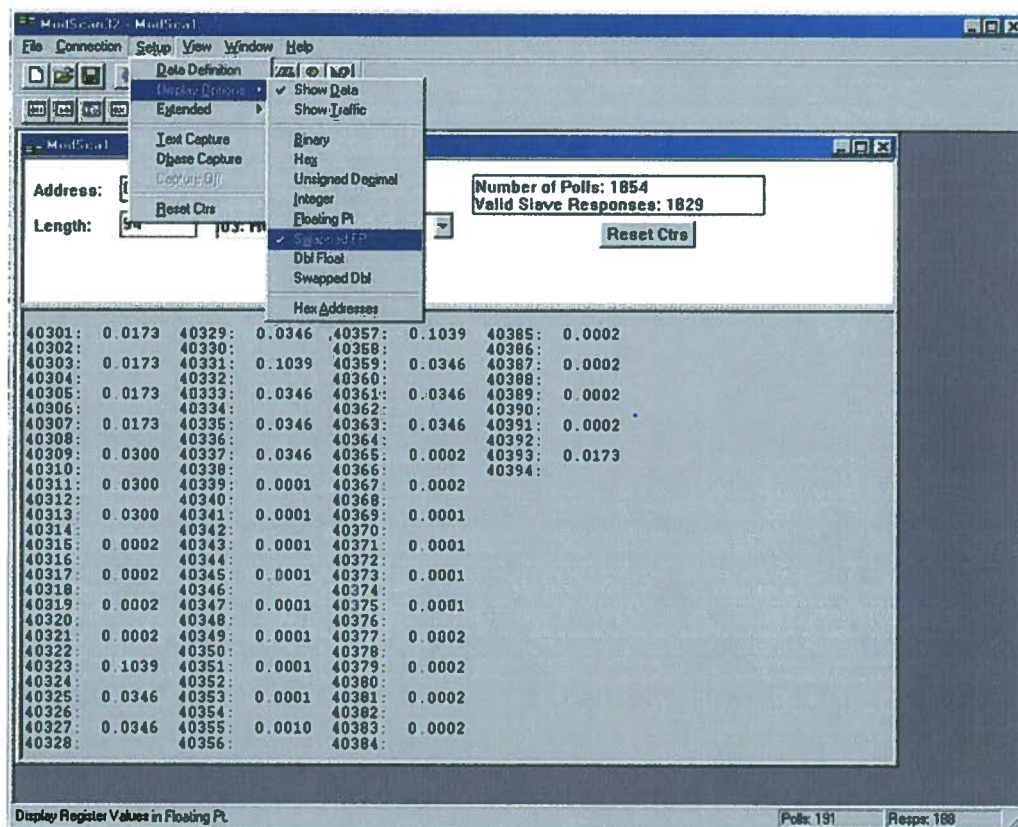 ModScan32 - ModSca1
File Connection Setup View Window Help
Data Definition
Display Options
Extended
Text Capture
Dbase Capture
Capture Off
Reset Ctrs
Show Data
Show Traffic
Binary
Hex
Unsigned Decimal
Integer
Floating Pt
Swapped FP
Dbl Float
Swapped Dbl
Hex Addresses
ModSca1
Address:
Length: 94
Number of Polls: 1854
Valid Slave Responses: 1829
Reset Ctrs
40301: 0.0173 40329: 0.0346 40357: 0.1039 40385: 0.0002
40302: 40330: 40358: 40386:
40303: 0.0173 40331: 0.1039 40359: 0.0346 40387: 0.0002
40304: 40332: 40360: 40388:
40305: 0.0173 40333: 0.0346 40361: 0.0346 40389: 0.0002
40306: 40334: 40362: 40390:
40307: 0.0173 40335: 0.0346 40363: 0.0346 40391: 0.0002
40308: 40336: 40364: 40392:
40309: 0.0300 40337: 0.0346 40365: 0.0002 40393: 0.0173
40310: 40338: 40366: 40394:
40311: 0.0300 40339: 0.0001 40367: 0.0002
40312: 40340: 40368:
40313: 0.0300 40341: 0.0001 40369: 0.0001
40314: 40342: 40370:
40315: 0.0002 40343: 0.0001 40371: 0.0001
40316: 40344: 40372:
40317: 0.0002 40345: 0.0001 40373: 0.0001
40318: 40346: 40374:
40319: 0.0002 40347: 0.0001 40375: 0.0001
40320: 40348: 40376:
40321: 0.0002 40349: 0.0001 40377: 0.0002
40322: 40350: 40378:
40323: 0.1039 40351: 0.0001 40379: 0.0002
40324: 40352: 40380:
40325: 0.0346 40353: 0.0001 40381: 0.0002
40326: 40354: 40382:
40327: 0.0346 40355: 0.0010 40383: 0.0002
40328: 40356: 40384:
Display Register Values in Floating Pt.
Polls: 191
Resps: 188